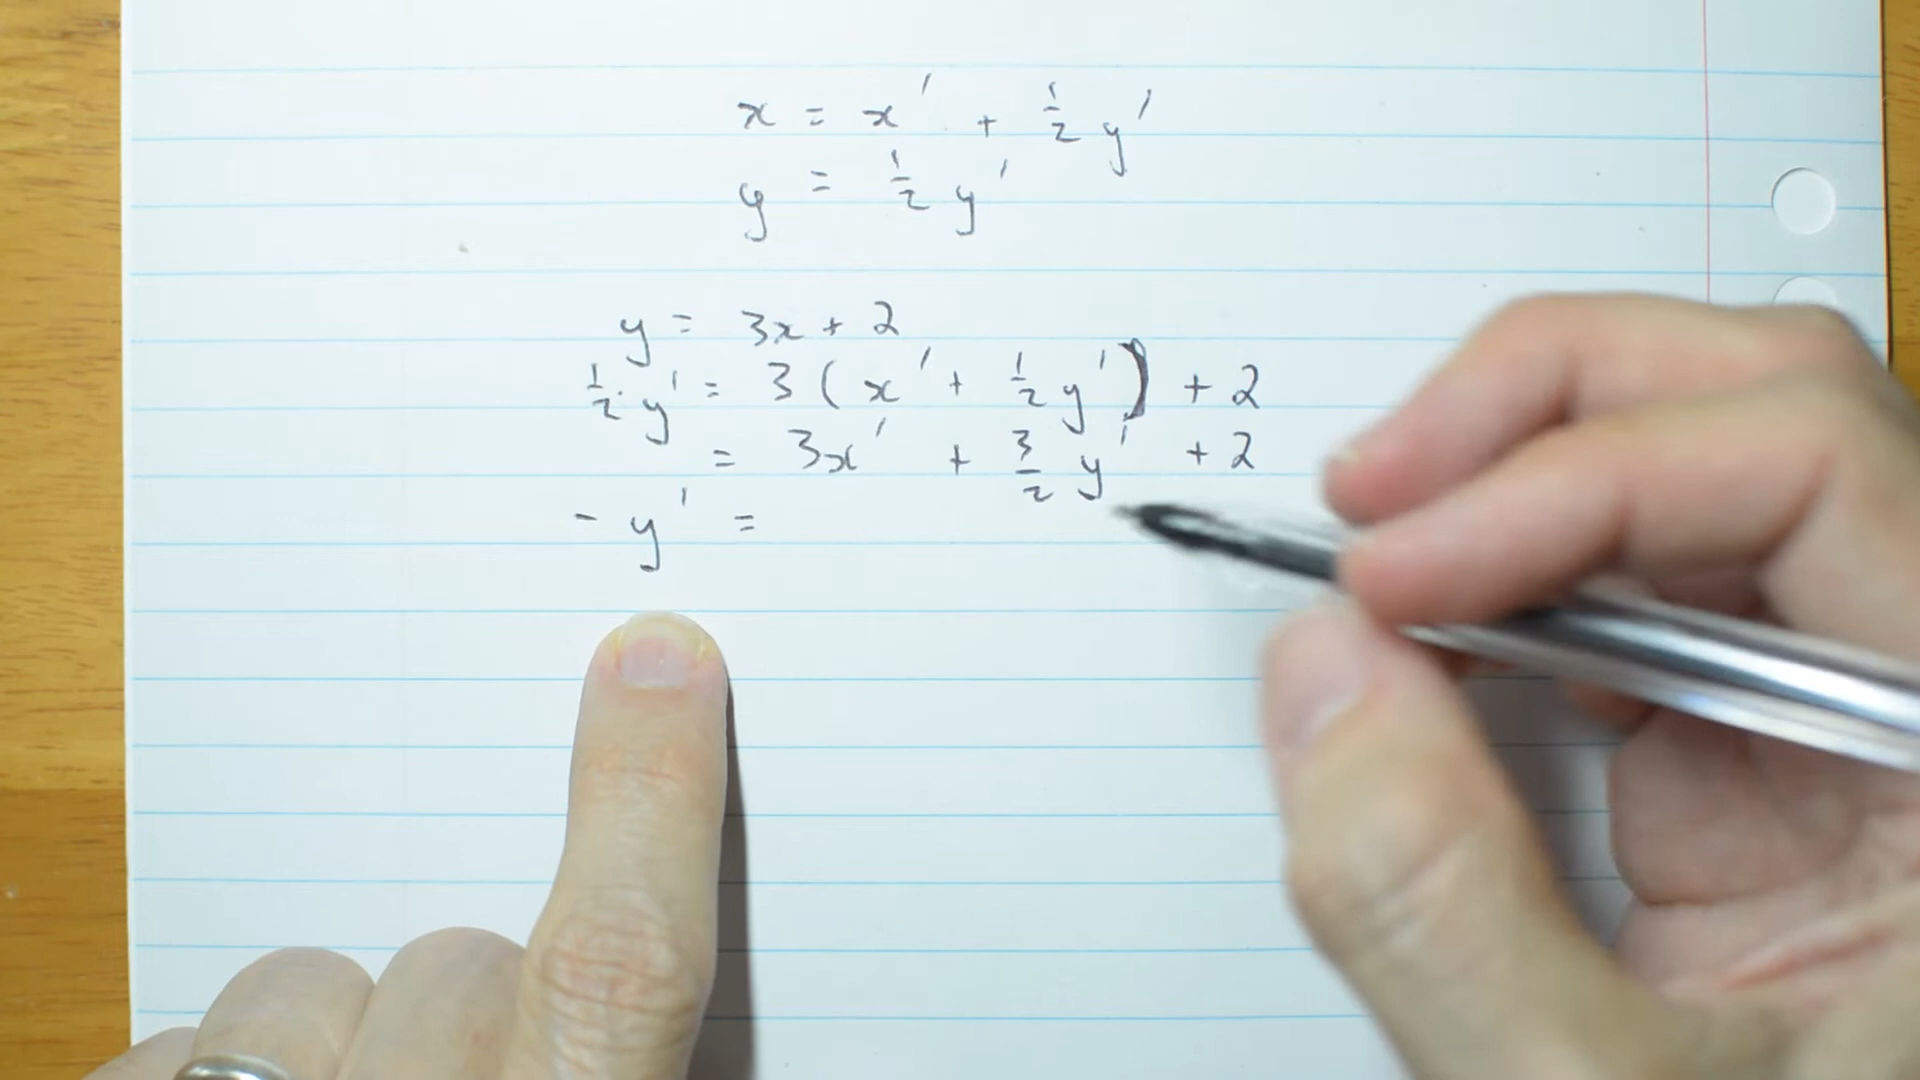 x = x' + 1/2 y'
y = 1/2 y'
y = 3x + 2
1/2 y' = 3 (x' + 1/2 y') + 2
= 3x' + 3/2 y' + 2
- y' =